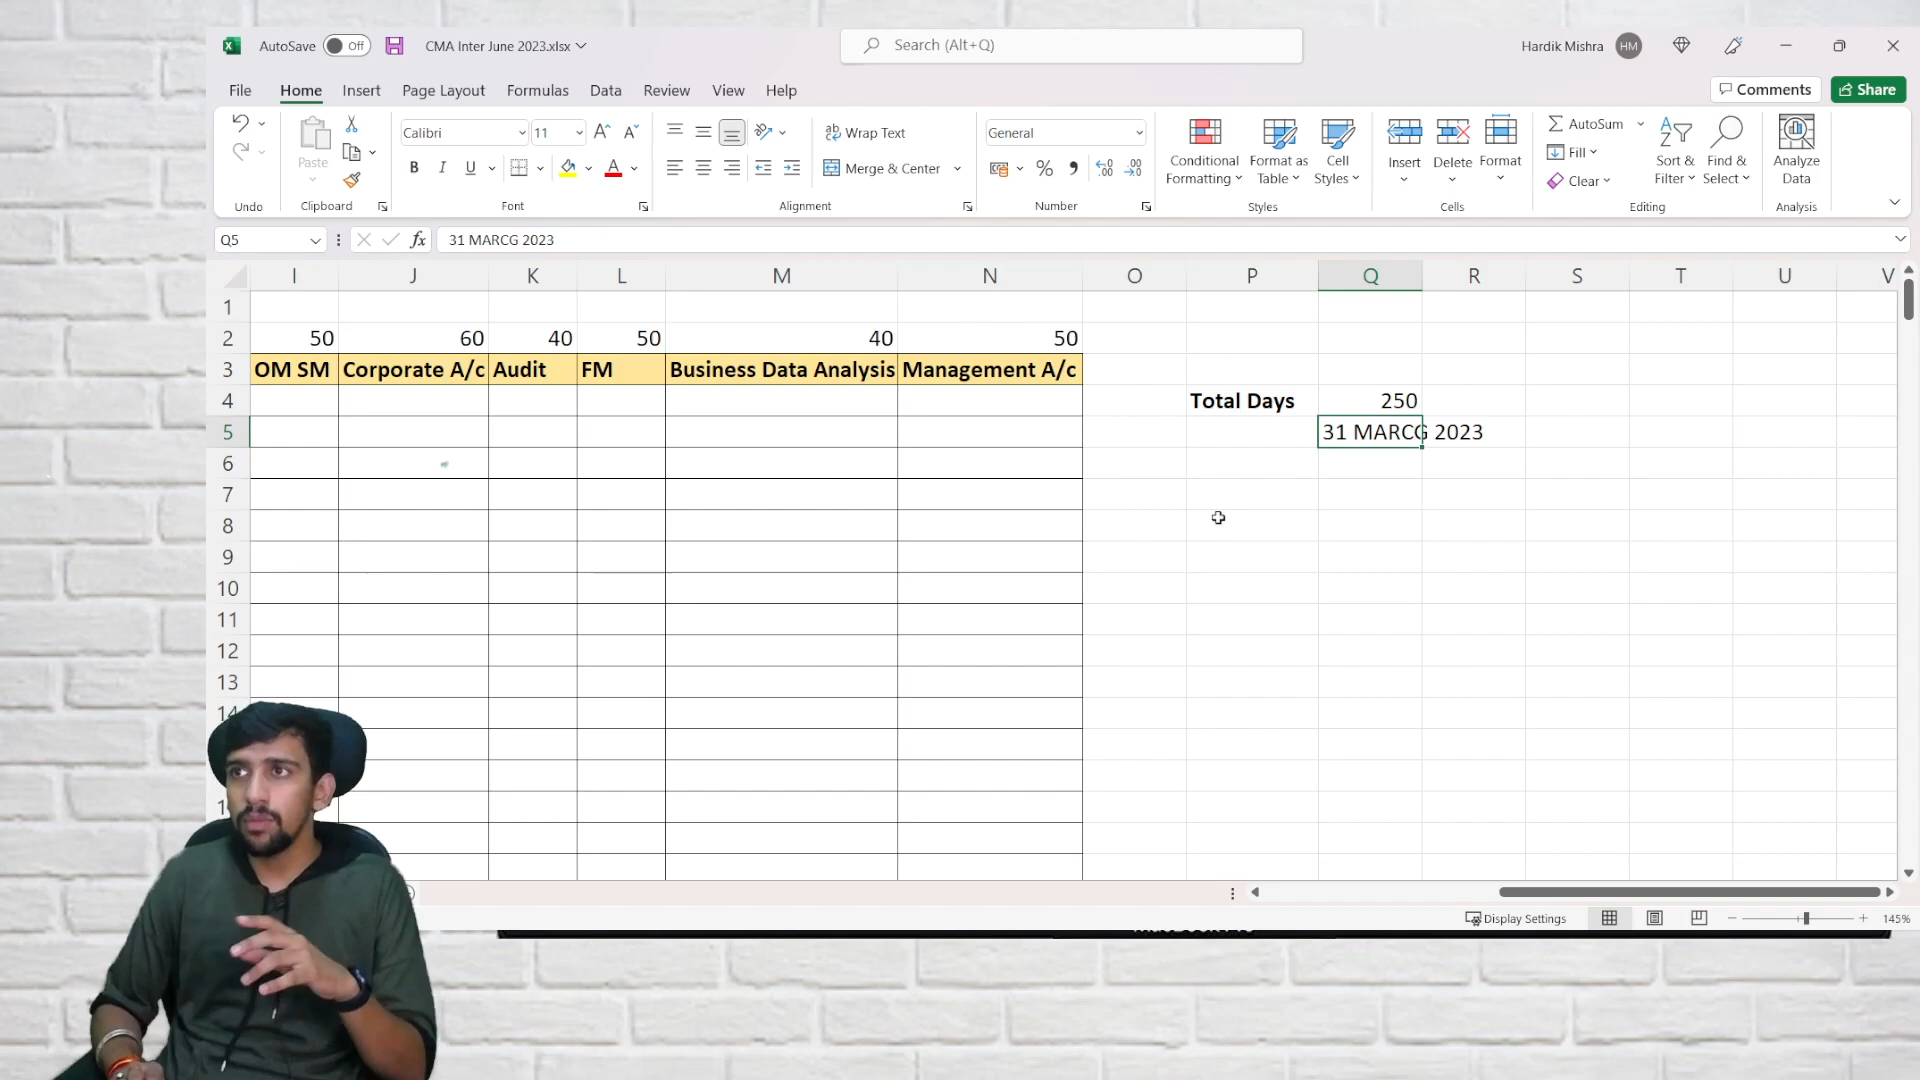 AutoSave Off CMA Inter June 2023.xlsx Search (Alt+Q) Hardik Mishra HM
File Home Insert Page Layout Formulas Data Review View Help Comments Share
Calibri 11 Wrap Text General AutoSum
Paste B I U Merge & Center % Conditional Formatting Format as Table Cell Styles Insert Delete Format Fill Clear Sort & Filter Find & Select Analyze Data
Undo Clipboard Font Alignment Number Styles Cells Editing Analysis
Q5 fx 31 MARCG 2023
I J K L M N O P Q R S T U V
1
2 50 60 40 50 40 50
3 OM SM Corporate A/c Audit FM Business Data Analysis Management A/c
4 Total Days 250
5 31 MARCG 2023
6
7
8
9
10
11
12
13
14
Display Settings 145%